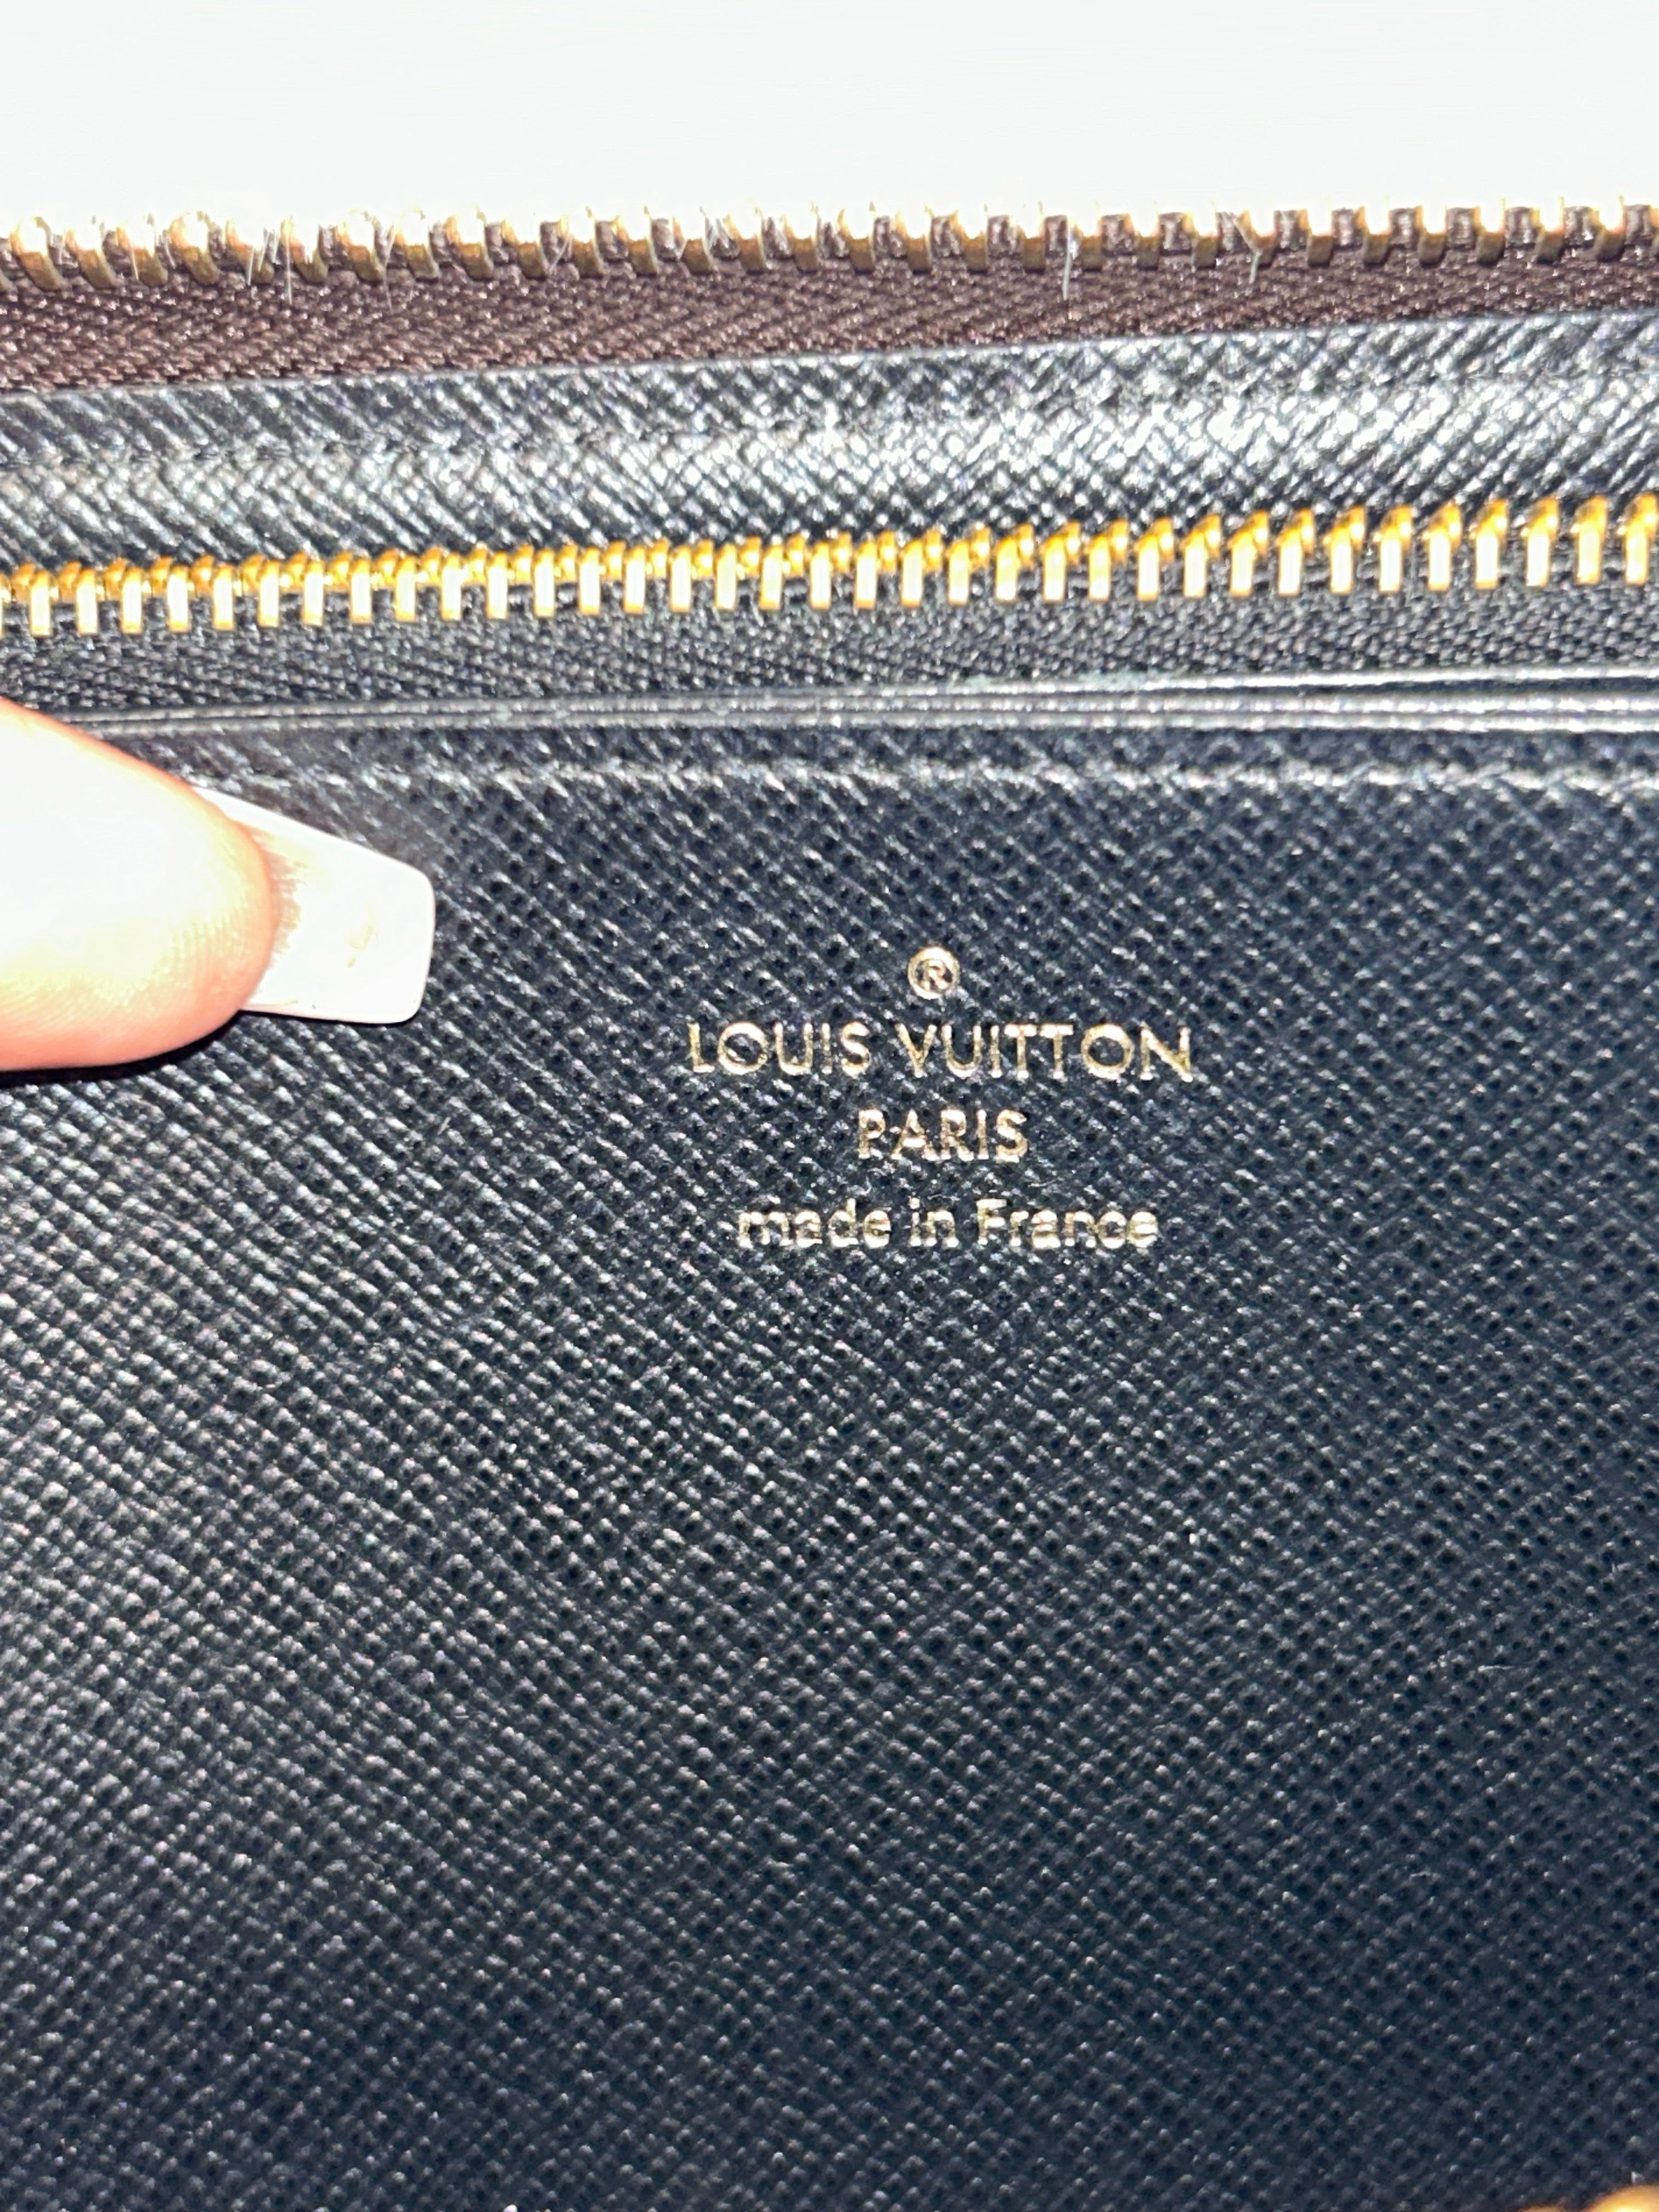 ®
LOUIS VUITTON
PARIS
made in France